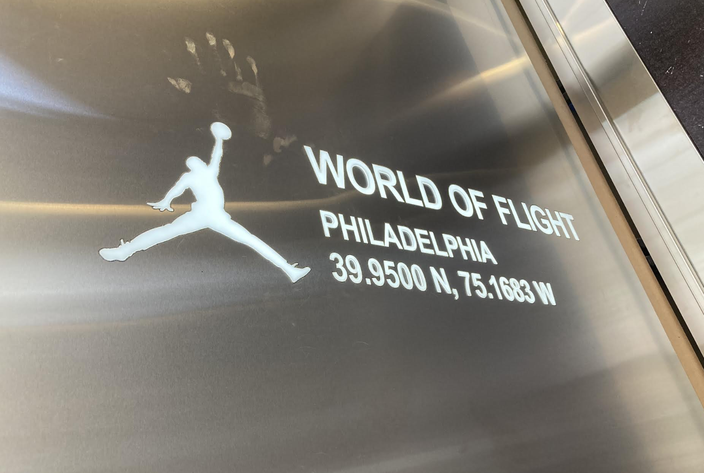 WORLD OF FLIGHT
PHILADELPHIA
39.9500 N, 75.1683 W